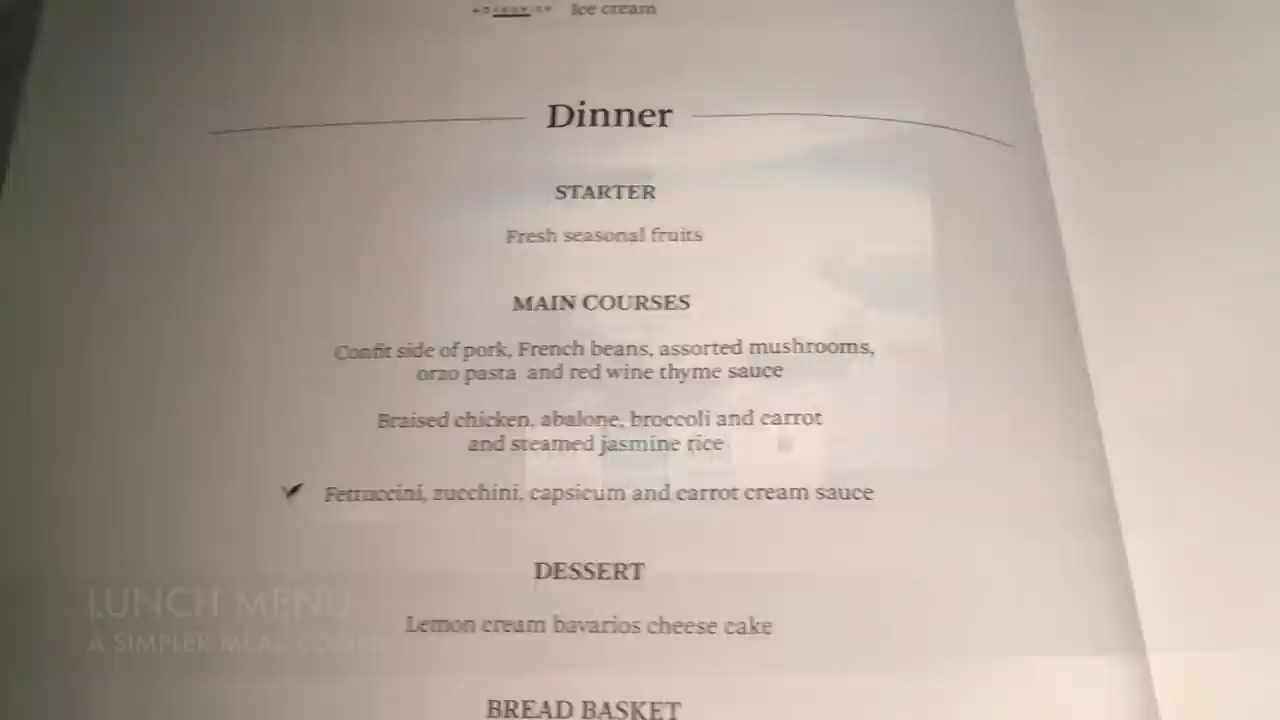 Ice cream
Dinner
STARTER
Fresh seasonal fruits
MAIN COURSES
Confit side of pork, French beans, assorted mushrooms,
orzo pasta and red wine thyme sauce
Braised chicken, abalone, broccoli and carrot
and steamed jasmine rice
Fettuccini, zucchini, capsicum and carrot cream sauce
DESSERT
Lemon cream bavarios cheese cake
LUNCH MENU
A SIMPLER MEAL
BREAD BASKET